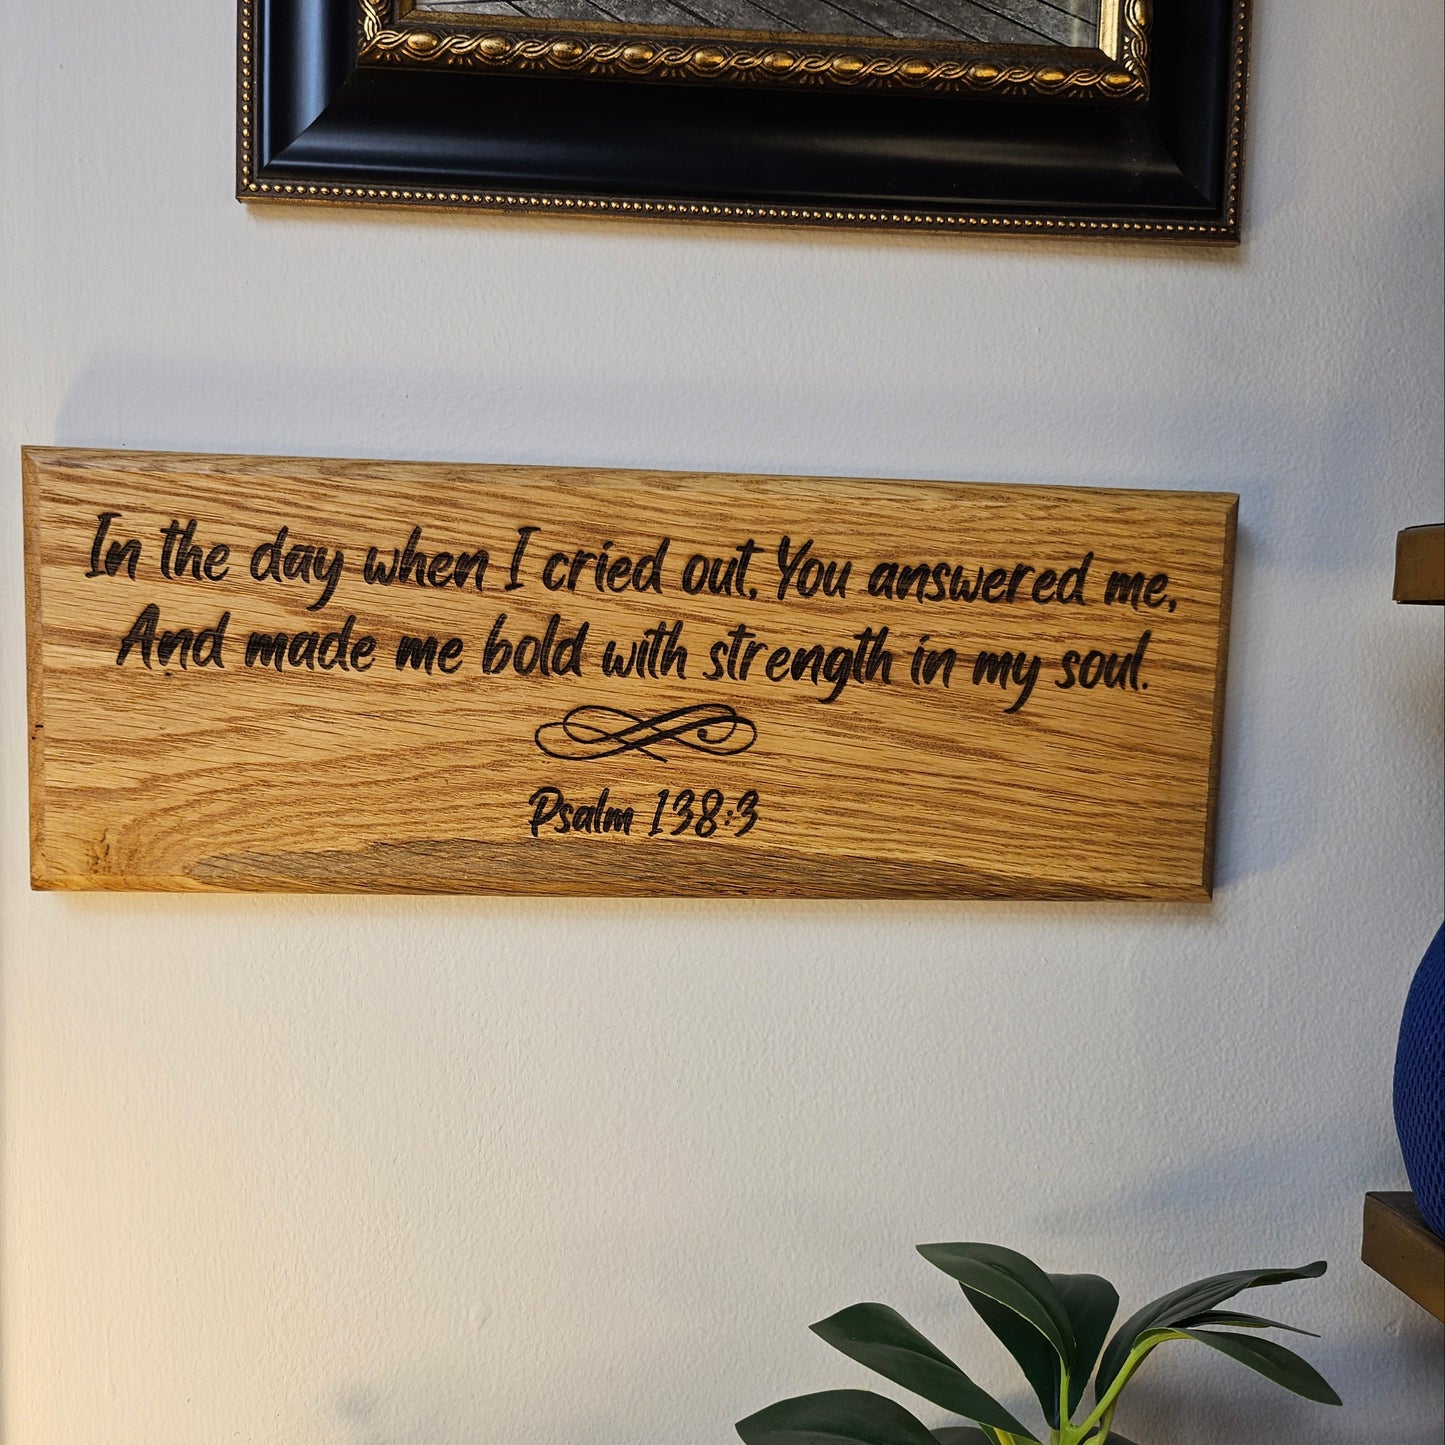 In the day when I cried out, You answered me,
And made me bold with strength in my soul.
Psalm 138:3